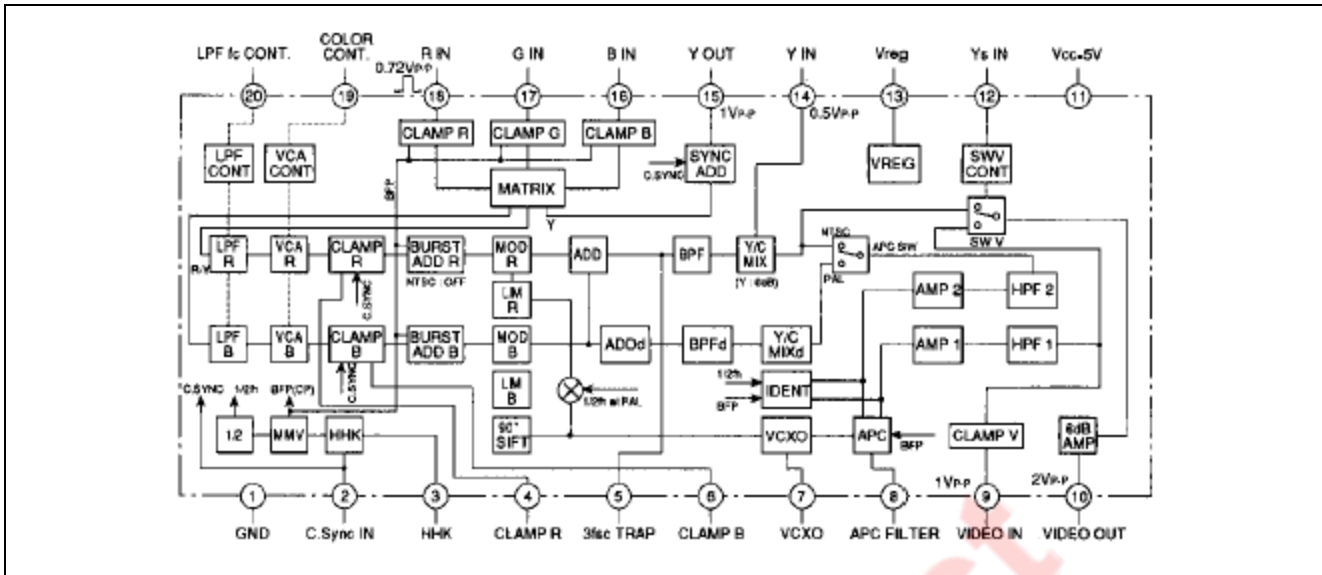 LPF fc CONT. COLOR CONT. R IN G IN B IN Y OUT Y IN Vreg Ys IN Vcc=5V
0.72VP-P
20 19 18 17 16 15 14 13 12 11
1VP-P 0.5VP-P
CLAMP R CLAMP G CLAMP B
LPF CONT VCA CONT SYNC ADD VREG SWV CONT
C.SYNC
BFP
MATRIX
Y
SW V
R/Y
LPF R VCA R CLAMP R BURST ADD R MOD R ADD BPF Y/C MIX NTSC APC SW
NTSC : OFF (Y : 6dB) PAL
C.SYNC
LIM R AMP 2 HPF 2
LPF B VCA B CLAMP B BURST ADD B MOD B ADDd BPFd Y/C MIXd AMP 1 HPF 1
C.SYNC
C.SYNC 1/2h BFP(CP) LM B 1/2h at PAL 1/2h IDENT
BFP
1/2 MMV HHK 90° SIFT VCXO APC BFP CLAMP V 6dB AMP
1VP-P 2VP-P
1 2 3 4 5 6 7 8 9 10
GND C.Sync IN HHK CLAMP R 3fsc TRAP CLAMP B VCXO APC FILTER VIDEO IN VIDEO OUT